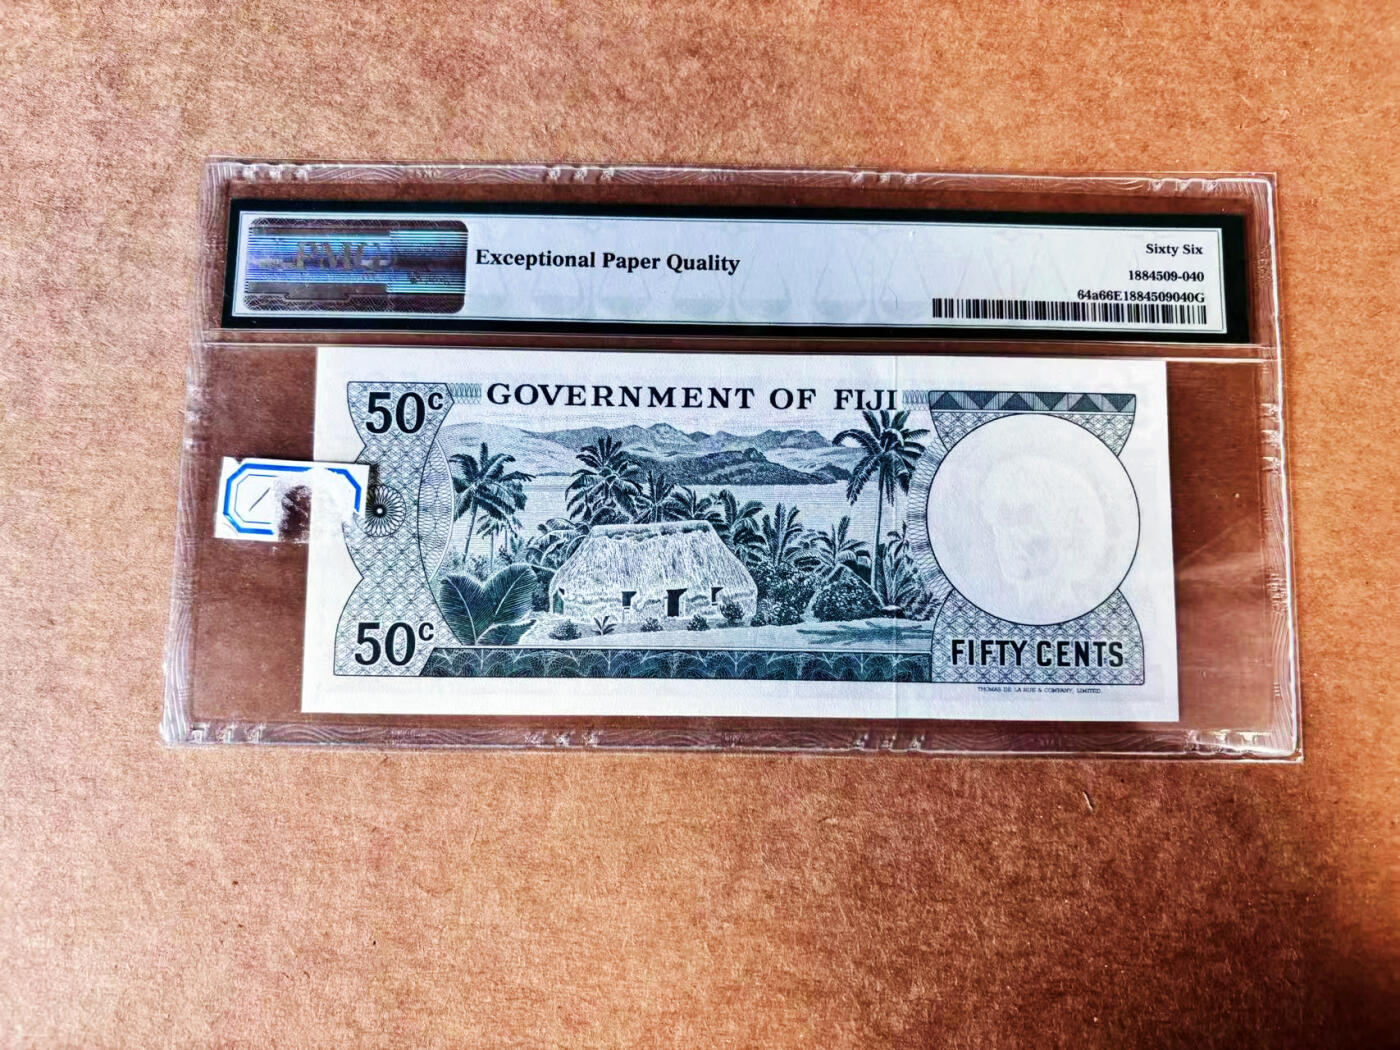 PMG
Exceptional Paper Quality
Sixty Six
1884509-040
64a66E1884509040G
GOVERNMENT OF FIJI
50c
50c
FIFTY CENTS
THOMAS DE LA RUE & COMPANY, LIMITED.